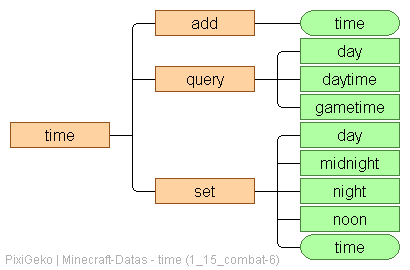 time
add
time
query
day
daytime
gametime
set
day
midnight
night
noon
time
PixiGeko | Minecraft-Datas - time (1_15_combat-6)